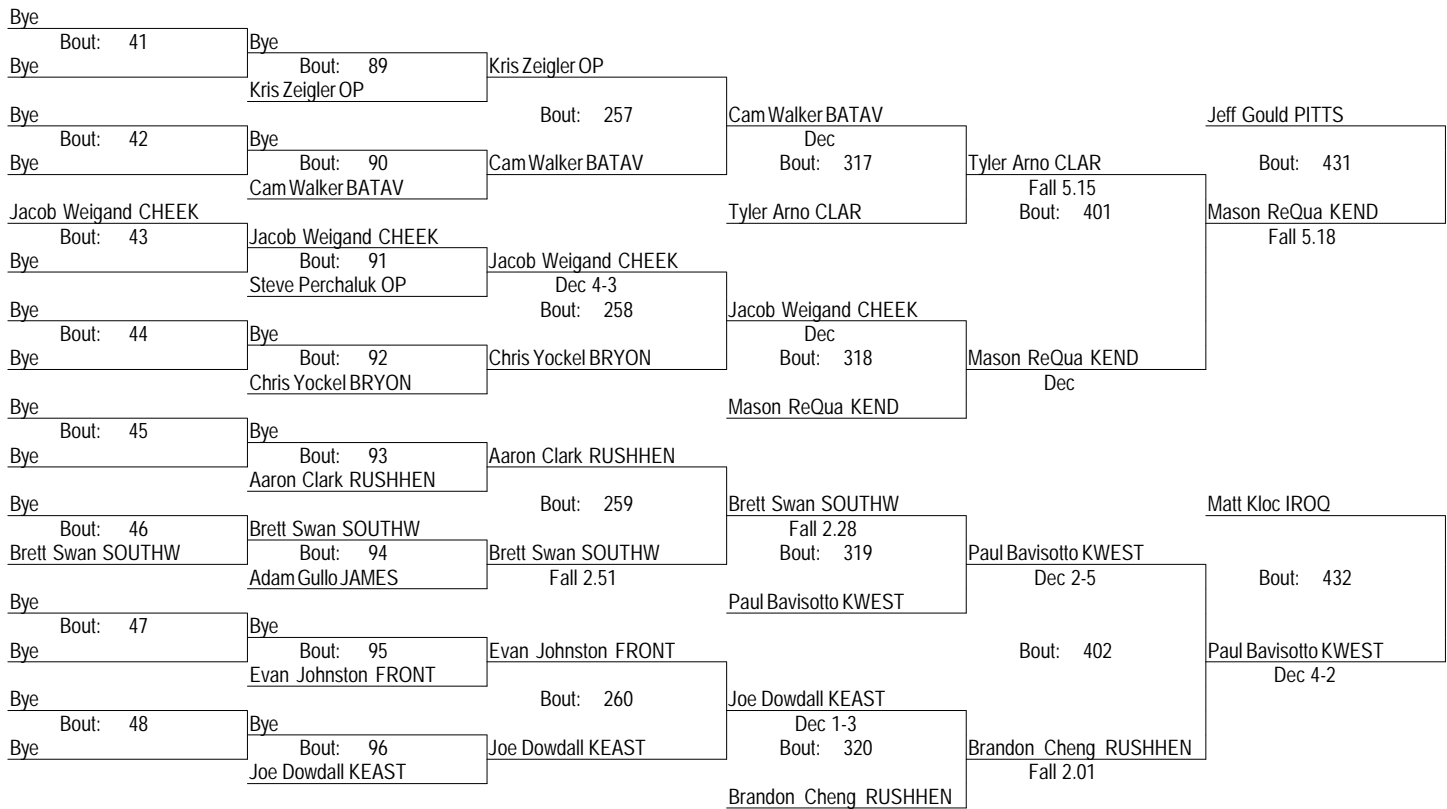 Bye
Bout: 41 Bye
Bye Bout: 89 Kris Zeigler OP
Kris Zeigler OP
Bye Bout: 257 Cam Walker BATAV Jeff Gould PITTS
Bout: 42 Bye Dec
Bye Bout: 90 Cam Walker BATAV Bout: 317 Tyler Arno CLAR Bout: 431
Cam Walker BATAV Fall 5.15
Jacob Weigand CHEEK Tyler Arno CLAR Bout: 401 Mason ReQua KEND
Bout: 43 Jacob Weigand CHEEK Fall 5.18
Bye Bout: 91 Jacob Weigand CHEEK
Steve Perchaluk OP Dec 4-3
Bye Bout: 258 Jacob Weigand CHEEK
Bout: 44 Bye Dec
Bye Bout: 92 Chris Yockel BRYON Bout: 318 Mason ReQua KEND
Chris Yockel BRYON Dec
Bye Mason ReQua KEND
Bout: 45 Bye
Bye Bout: 93 Aaron Clark RUSHHEN
Aaron Clark RUSHHEN
Bye Bout: 259 Brett Swan SOUTHW Matt Kloc IROQ
Bout: 46 Brett Swan SOUTHW Fall 2.28
Brett Swan SOUTHW Bout: 94 Brett Swan SOUTHW Bout: 319 Paul Bavisotto KWEST Bout: 432
Adam Gullo JAMES Fall 2.51 Dec 2-5
Bye Paul Bavisotto KWEST
Bout: 47 Bye
Bye Bout: 95 Evan Johnston FRONT Bout: 402 Paul Bavisotto KWEST
Evan Johnston FRONT Dec 4-2
Bye Bout: 260 Joe Dowdall KEAST
Bout: 48 Bye Dec 1-3
Bye Bout: 96 Joe Dowdall KEAST Bout: 320 Brandon Cheng RUSHHEN
Joe Dowdall KEAST Fall 2.01
Brandon Cheng RUSHHEN